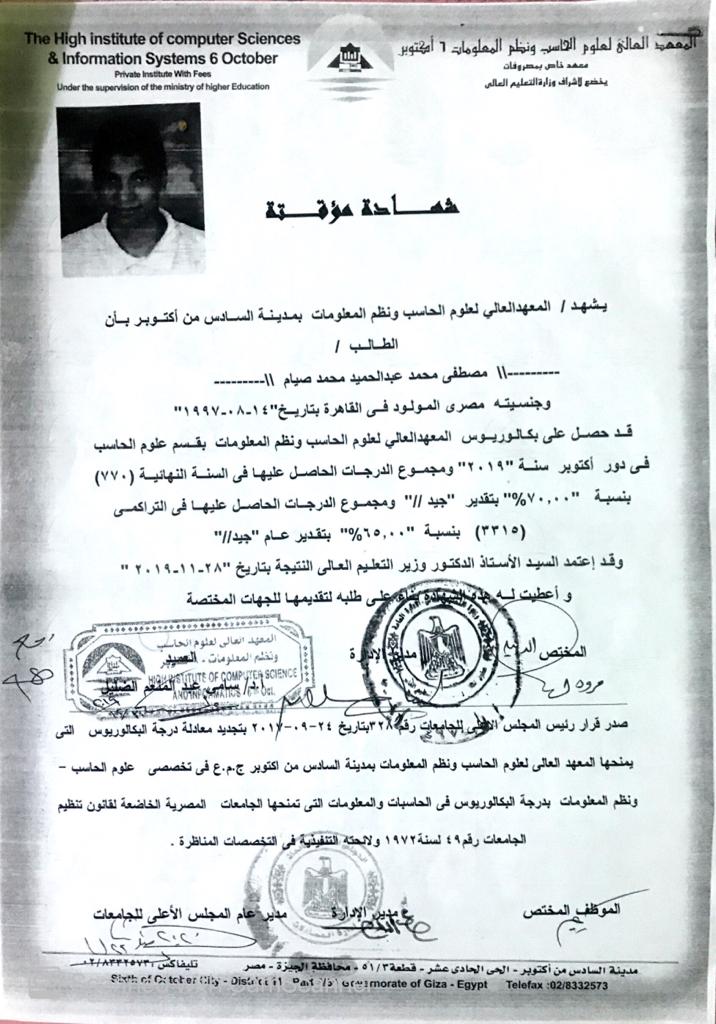 The High institute of computer Sciences
& Information Systems 6 October
Private Institute With Fees
Under the supervision of the ministry of higher Education
المعهد العالى لعلوم الحاسب ونظم المعلومات ٦ أكتوبر
معهد خاص بمصروفات
يخضع لإشراف وزارة التعليم العالى
شهادة مؤقتة
يشهد / المعهدالعالي لعلوم الحاسب ونظم المعلومات بمدينة السادس من أكتوبر بأن
الطالب /
---------\\ مصطفى محمد عبدالحميد محمد صيام \\---------
وجنسيته مصرى المولود فى القاهرة بتاريخ"١٤-٠٨-١٩٩٧"
قد حصل على بكالوريوس المعهدالعالي لعلوم الحاسب ونظم المعلومات بقسم علوم الحاسب
فى دور أكتوبر سنة "٢٠١٩" ومجموع الدرجات الحاصل عليها فى السنة النهائية (٧٧٠)
بنسبة "٧٠,٠٠%" بتقدير "جيد //" ومجموع الدرجات الحاصل عليها فى التراكمى
(٣٣١٥) بنسبة "٦٥,٠٠%" بتقدير عام "جيد//"
وقد إعتمد السيد الأستاذ الدكتور وزير التعليم العالى النتيجة بتاريخ "٢٨-١١-٢٠١٩ "
و أعطيت له هذه الشهادة بناء على طلبه لتقديمها للجهات المختصة
المختص
مدير الإدارة
المعهد العالى لعلوم الحاسب
ونظم المعلومات
العميد
HIGH INSTITUTE OF COMPUTER SCIENCE
أ.د/ سامى عبد المنعم الضليل
صدر قرار رئيس المجلس الأعلى للجامعات رقم ٣٢٨بتاريخ ٢٤-٠٩-٢٠١٧ بتجديد معادلة درجة البكالوريوس التى
يمنحها المعهد العالى لعلوم الحاسب ونظم المعلومات بمدينة السادس من اكتوبر ج.م.ع فى تخصصى علوم الحاسب –
ونظم المعلومات بدرجة البكالوريوس فى الحاسبات والمعلومات التى تمنحها الجامعات المصرية الخاضعة لقانون تنظيم
الجامعات رقم ٤٩ لسنة١٩٧٢ ولائحته التنفيذية فى التخصصات المناظرة .
الموظف المختص
مدير الإدارة
مدير عام المجلس الأعلى للجامعات
مدينة السادس من أكتوبر - الحى الحادى عشر - قطعة ٥١/٣ - محافظة الجيزة - مصر
تليفاكس : ٠٢/٨٣٣٢٥٧٣
Sixth of October City - District 11 Part /51 Governorate of Giza - Egypt Telefax :02/8332573